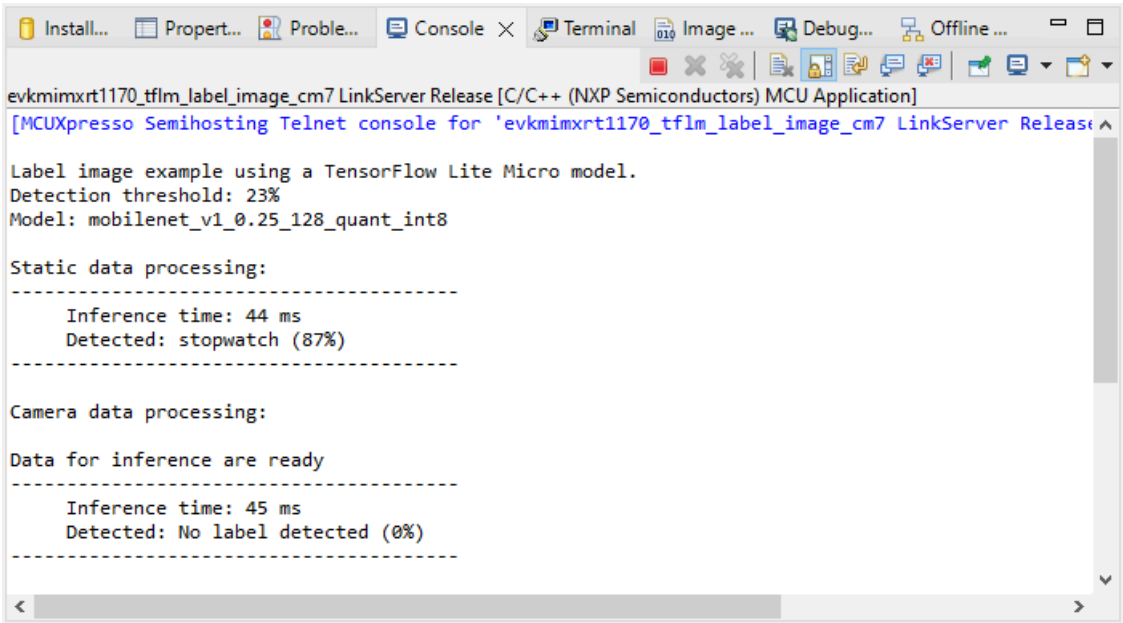 Install... Propert... Proble... Console Terminal Image ... Debug... Offline ...
evkmimxrt1170_tflm_label_image_cm7 LinkServer Release [C/C++ (NXP Semiconductors) MCU Application]
[MCUXpresso Semihosting Telnet console for 'evkmimxrt1170_tflm_label_image_cm7 LinkServer Release
Label image example using a TensorFlow Lite Micro model.
Detection threshold: 23%
Model: mobilenet_v1_0.25_128_quant_int8
Static data processing:
----------------------------------------
Inference time: 44 ms
Detected: stopwatch (87%)
----------------------------------------
Camera data processing:
Data for inference are ready
----------------------------------------
Inference time: 45 ms
Detected: No label detected (0%)
----------------------------------------